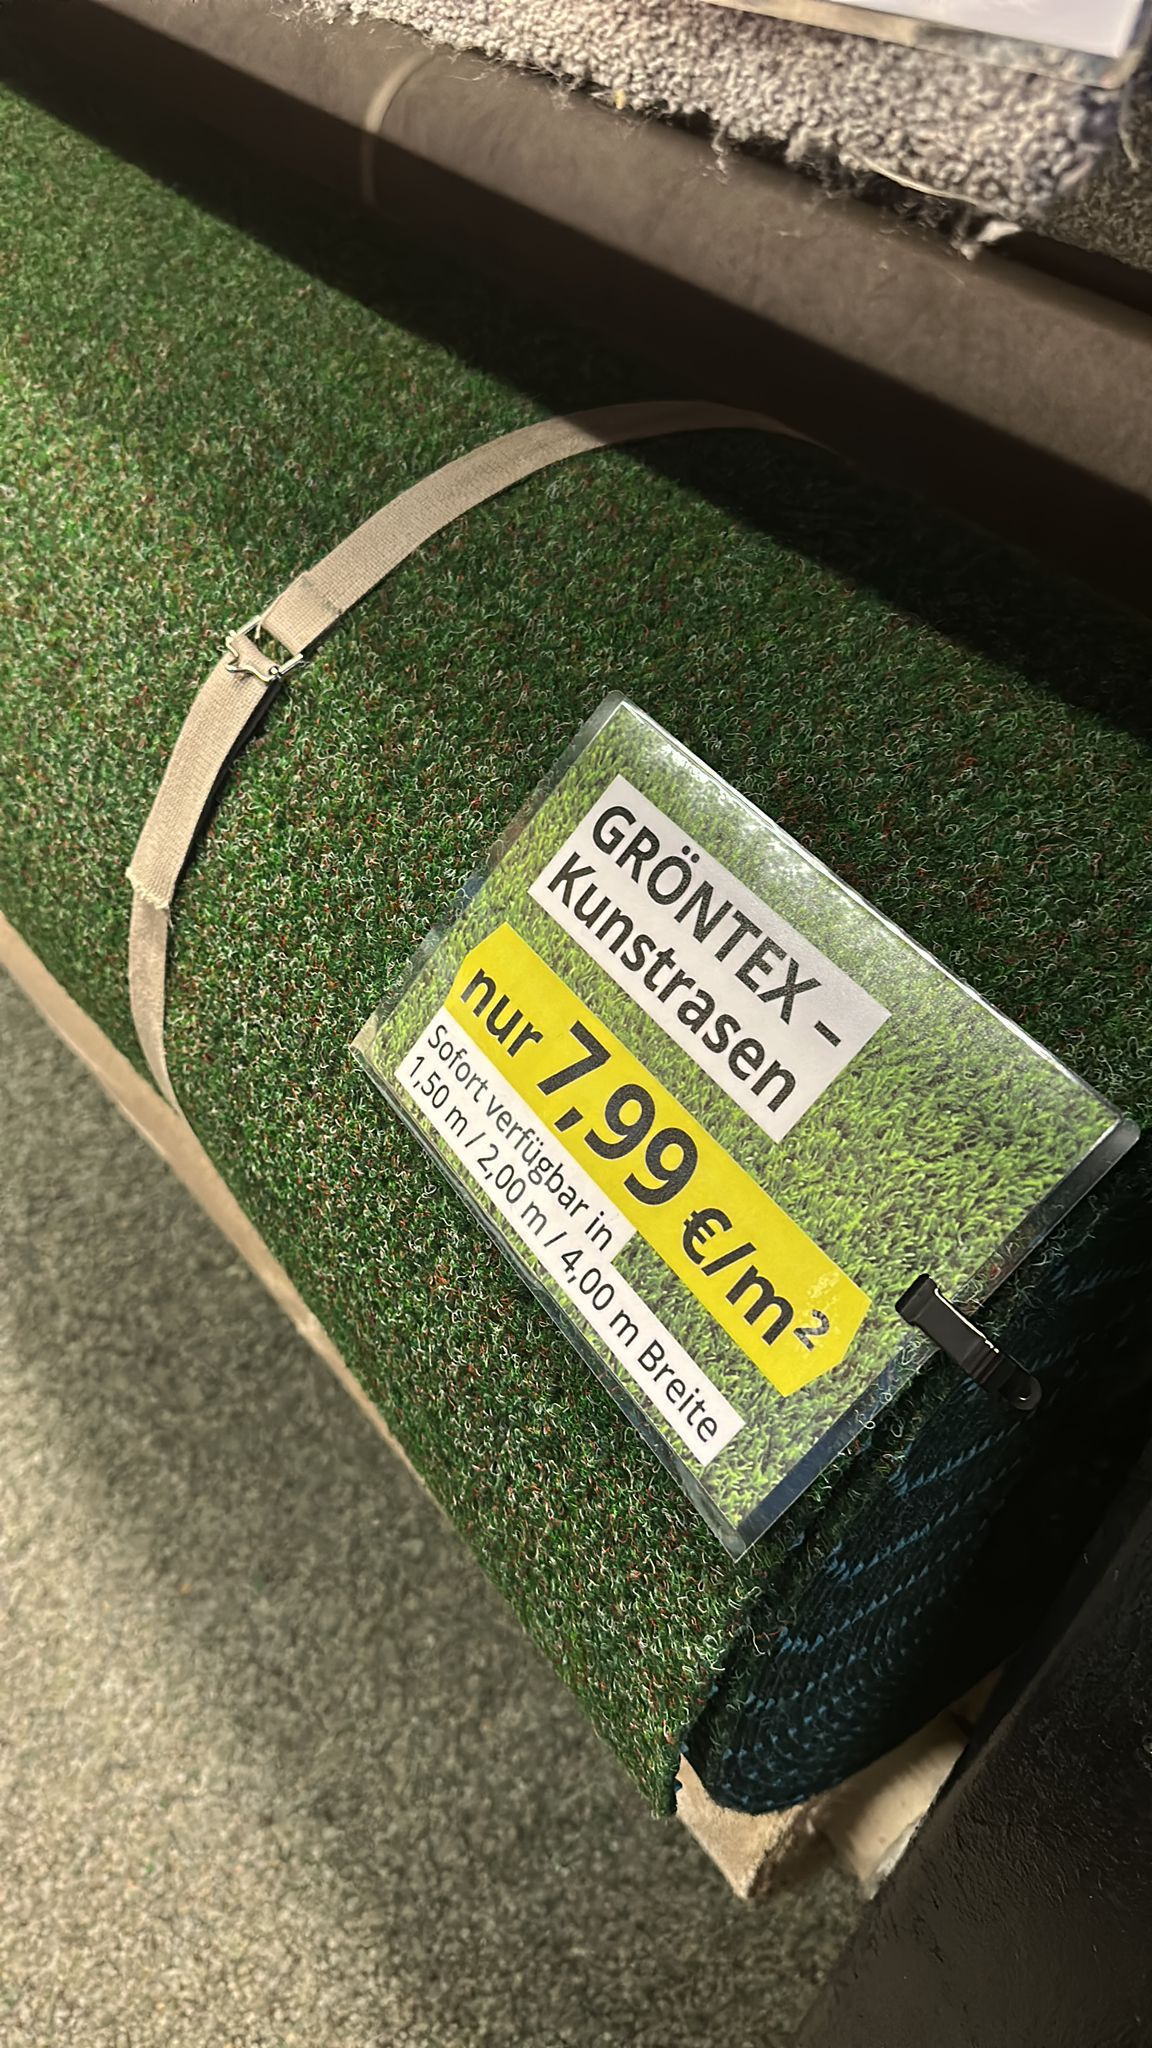 GRÖNTEX -
Kunstrasen
nur 7,99 €/m²
Sofort verfügbar in
1,50 m / 2,00 m / 4,00 m Breite